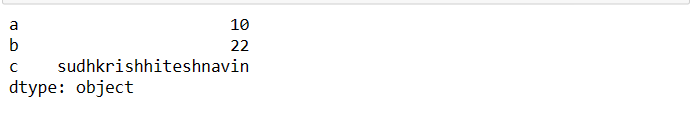 a                      10
b                      22
c    sudhkrishhiteshnavin
dtype: object